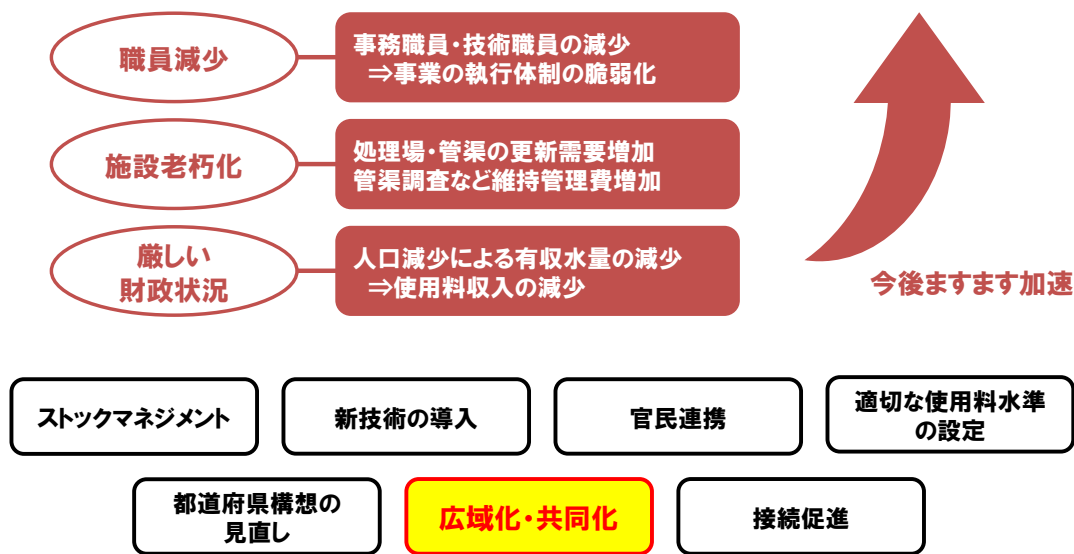 職員減少
事務職員・技術職員の減少
⇒事業の執行体制の脆弱化
施設老朽化
処理場・管渠の更新需要増加
管渠調査など維持管理費増加
厳しい
財政状況
人口減少による有収水量の減少
⇒使用料収入の減少
今後ますます加速
ストックマネジメント
新技術の導入
官民連携
適切な使用料水準
の設定
都道府県構想の
見直し
広域化・共同化
接続促進